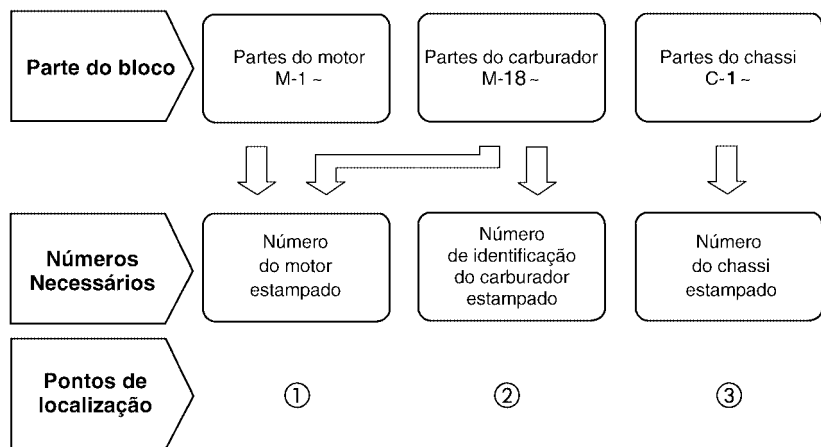 Parte do bloco
Partes do motor
M-1 ~
Partes do carburador
M-18 ~
Partes do chassi
C-1 ~
Números
Necessários
Número
do motor
estampado
Número
de identificação
do carburador
estampado
Número
do chassi
estampado
Pontos de
localização
①
②
③